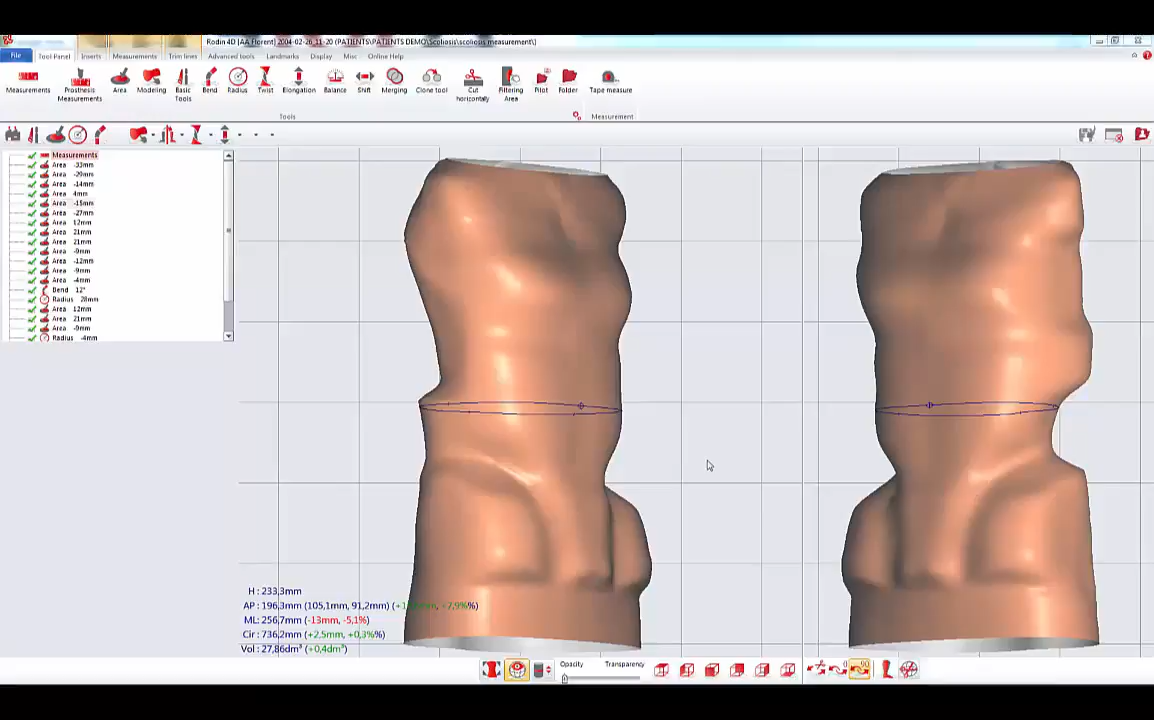 Rodin 4D [AA Florent] 2004-02-26_11-20 (PATIENTS\PATIENTS DEMO\Scoliosis\scoliosis measurement\)
File Tool Panel Inserts Measurements Trim lines Advanced tools Landmarks Display Misc Online Help
Measurements Prosthesis Measurements Area Modeling Basic Tools Bend Radius Twist Elongation Balance Shift Merging Clone tool Cut horizontally Filtering Area Pilot Folder Tape measure
Tools Measurement
Measurements
Area -33mm
Area -29mm
Area -14mm
Area 4mm
Area -15mm
Area -27mm
Area 12mm
Area 21mm
Area 21mm
Area -9mm
Area -12mm
Area -9mm
Area -4mm
Bend 12°
Radius 28mm
Area 12mm
Area 21mm
Area -9mm
Radius -4mm
H : 233,3mm
AP : 196,3mm (105,1mm, 91,2mm) +7,9%)
ML: 256,7mm (-13mm, -5,1%)
Cir : 736,2mm (+2,5mm, +0,3%)
Vol : 27,86dm³ (+0,4dm³)
Opacity Transparency